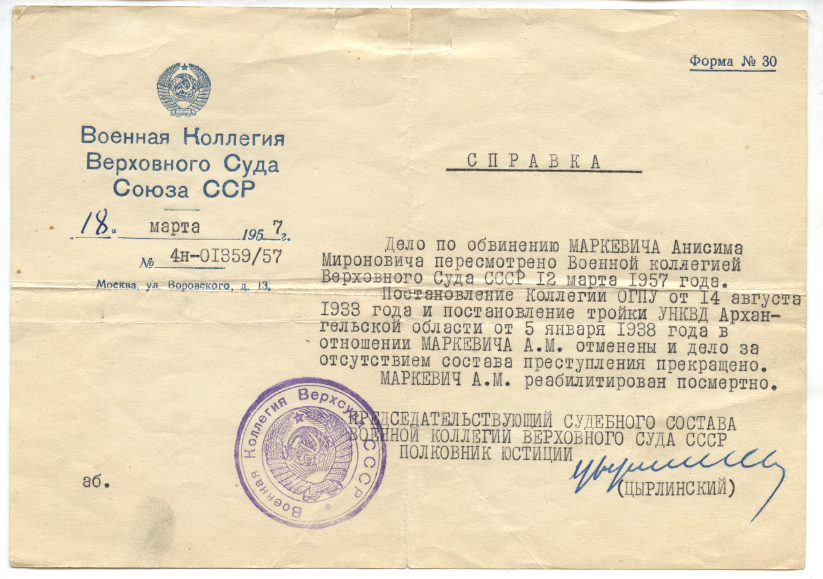 Форма № 30
Военная Коллегия
Верховного Суда
Союза ССР
„18" марта 1957 г.
№ 4н-01359/57
Москва, ул. Воровского, д. 13.
СПРАВКА
Дело по обвинению МАРКЕВИЧА Анисима
Мироновича пересмотрено Военной коллегией
Верховного Суда СССР 12 марта 1957 года.
Постановление Коллегии ОГПУ от 14 августа
1933 года и постановление тройки УНКВД Архан-
гельской области от 5 января 1938 года в
отношении МАРКЕВИЧА А.М. отменены и дело за
отсутствием состава преступления прекращено.
МАРКЕВИЧ А.М. реабилитирован посмертно.
ПРЕДСЕДАТЕЛЬСТВУЮЩИЙ СУДЕБНОГО СОСТАВА
ВОЕННОЙ КОЛЛЕГИИ ВЕРХОВНОГО СУДА СССР
ПОЛКОВНИК ЮСТИЦИИ
(ЦЫРЛИНСКИЙ)
аб.
Военная Коллегия Верхсуда СССР